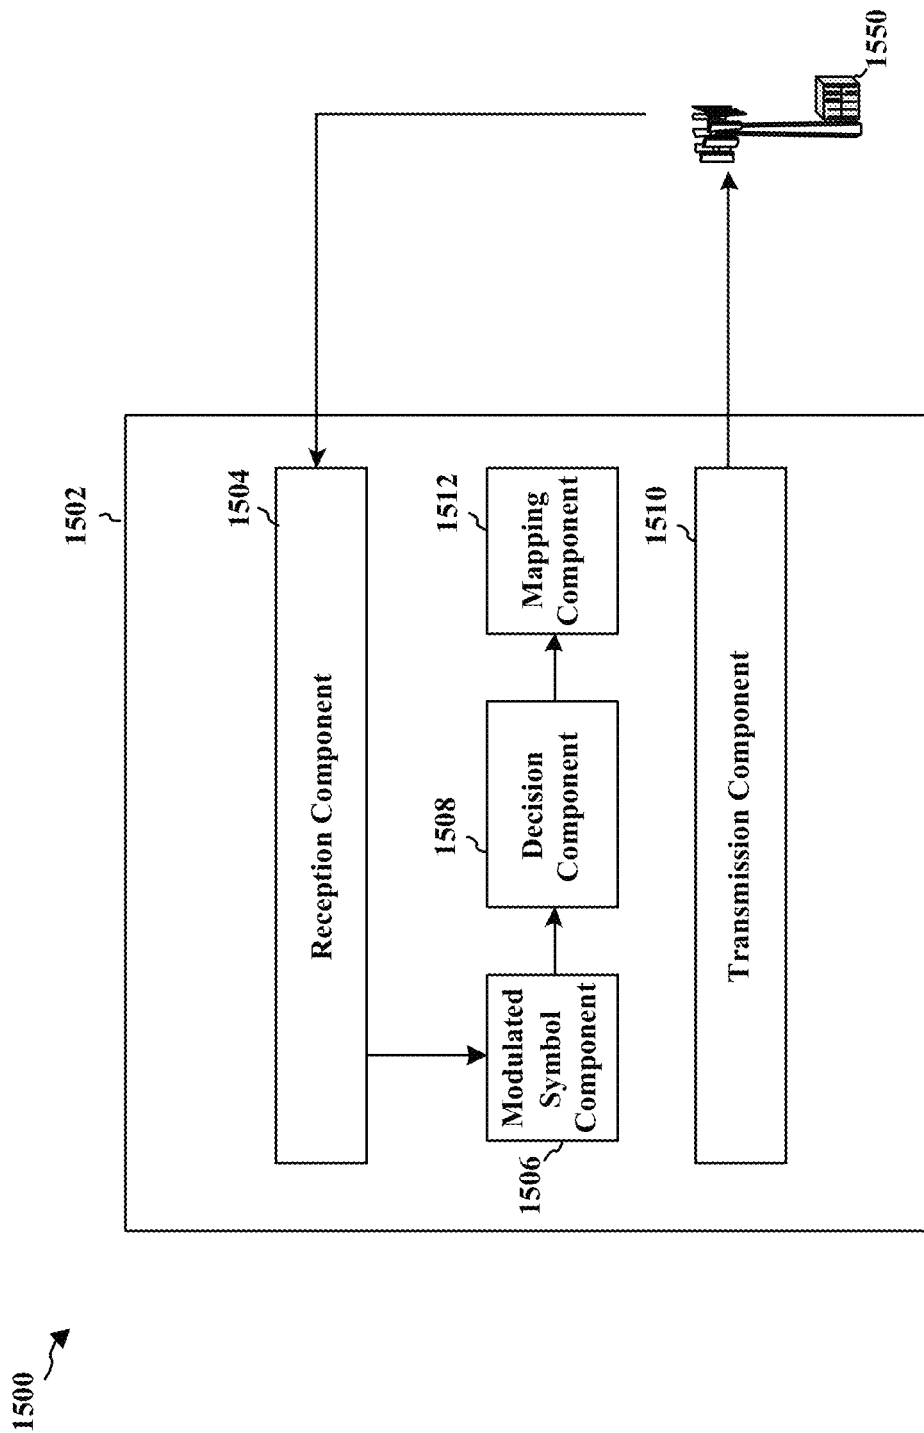 1500
1502
1504
Reception Component
1506
Modulated
Symbol
Component
1508
Decision
Component
1512
Mapping
Component
1510
Transmission Component
1550